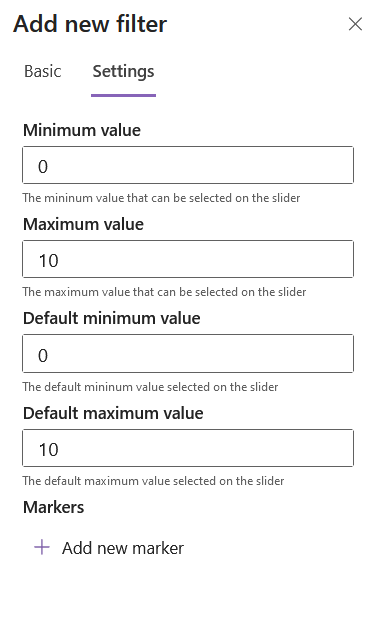 Add new filter
Basic Settings
Minimum value
0
The mininum value that can be selected on the slider
Maximum value
10
The maximum value that can be selected on the slider
Default minimum value
0
The default mininum value selected on the slider
Default maximum value
10
The default maximum value selected on the slider
Markers
Add new marker